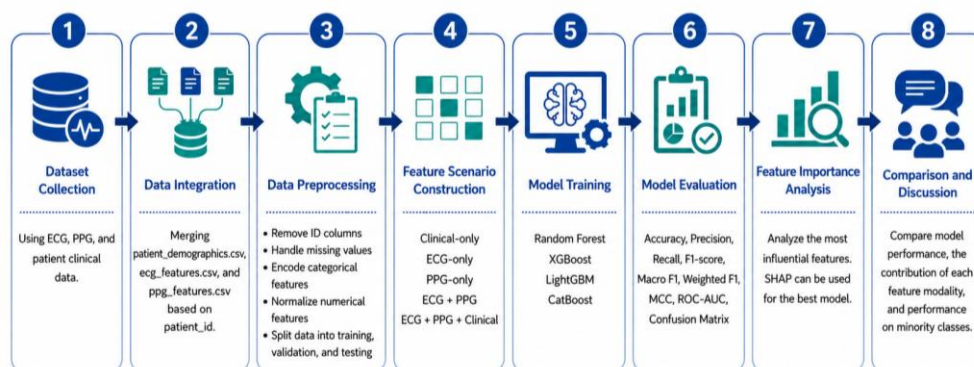 1
Dataset
Collection
Using ECG, PPG, and
patient clinical
data.
2
Data Integration
Merging
patient_demographics.csv,
ecg_features.csv, and
ppg_features.csv
based on
patient_id.
3
Data Preprocessing
• Remove ID columns
• Handle missing values
• Encode categorical
features
• Normalize numerical
features
• Split data into training,
validation, and testing
4
Feature Scenario
Construction
Clinical-only
ECG-only
PPG-only
ECG + PPG
ECG + PPG + Clinical
5
Model Training
Random Forest
XGBoost
LightGBM
CatBoost
6
Model Evaluation
Accuracy, Precision,
Recall, F1-score,
Macro F1, Weighted F1,
MCC, ROC-AUC,
Confusion Matrix
7
Feature Importance
Analysis
Analyze the most
influential features.
SHAP can be used
for the best model.
8
Comparison and
Discussion
Compare model
performance, the
contribution of each
feature modality,
and performance
on minority classes.